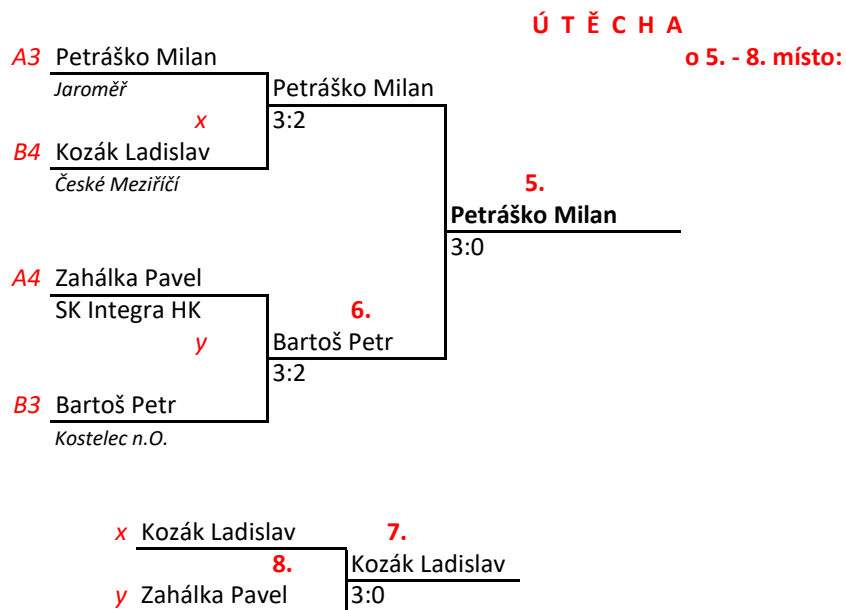 Ú T Ě C H A
o 5. - 8. místo:
A3 Petráško Milan
Jaroměř
Petráško Milan
x
3:2
B4 Kozák Ladislav
České Meziříčí
5.
Petráško Milan
3:0
A4 Zahálka Pavel
SK Integra HK
6.
y
Bartoš Petr
3:2
B3 Bartoš Petr
Kostelec n.O.
x Kozák Ladislav
7.
8.
Kozák Ladislav
y Zahálka Pavel
3:0